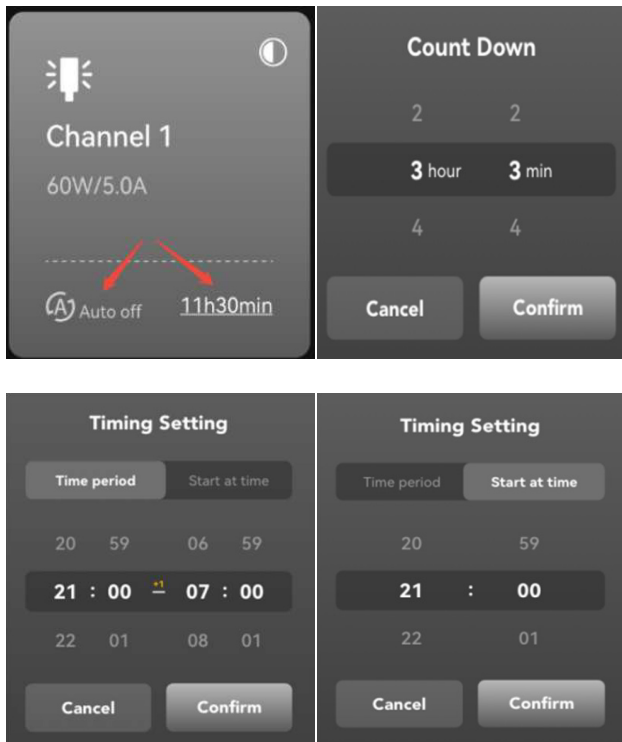 Channel 1
60W/5.0A
A Auto off 11h30min
Count Down
2 2
3 hour 3 min
4 4
Cancel Confirm
Timing Setting
Time period Start at time
20 59 06 59
21 : 00 +1 — 07 : 00
22 01 08 01
Cancel Confirm
Timing Setting
Time period Start at time
20 59
21 : 00
22 01
Cancel Confirm